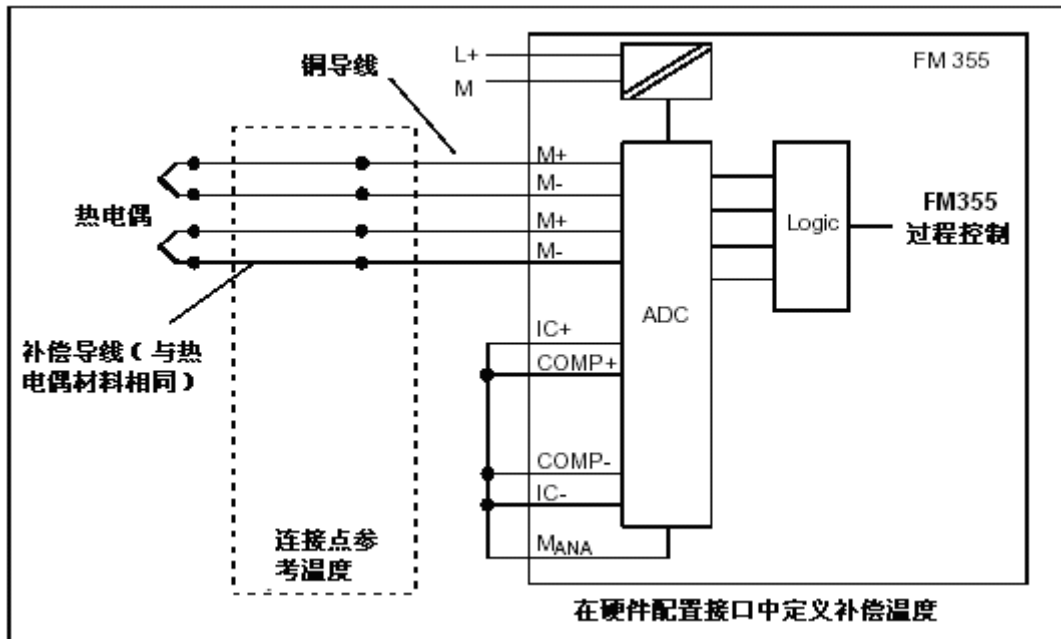 L+
FM 355
铜导线
M
M+
M-
热电偶
M+
M-
FM355
过程控制
Logic
ADC
IC+
补偿导线（与热
电偶材料相同）
COMP+
COMP-
IC-
连接点参
考温度
MANA
在硬件配置接口中定义补偿温度